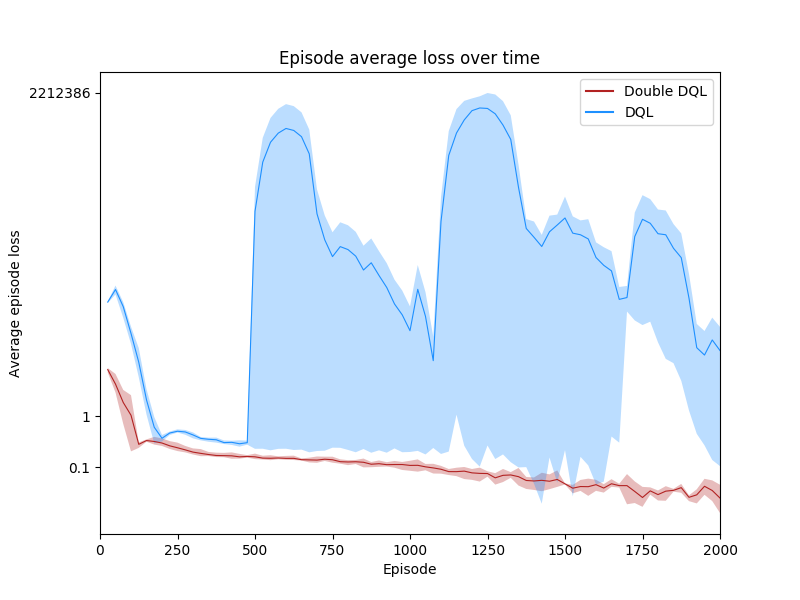 Episode average loss over time
2212386
1
0.1
Average episode loss
Double DQL
DQL
0 250 500 750 1000 1250 1500 1750 2000
Episode